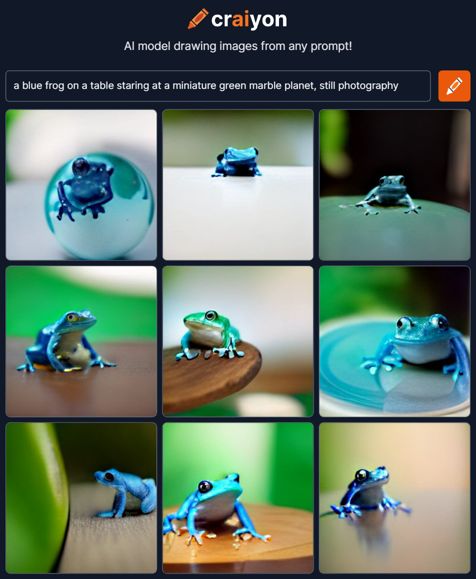 craiyon
AI model drawing images from any prompt!
a blue frog on a table staring at a miniature green marble planet, still photography